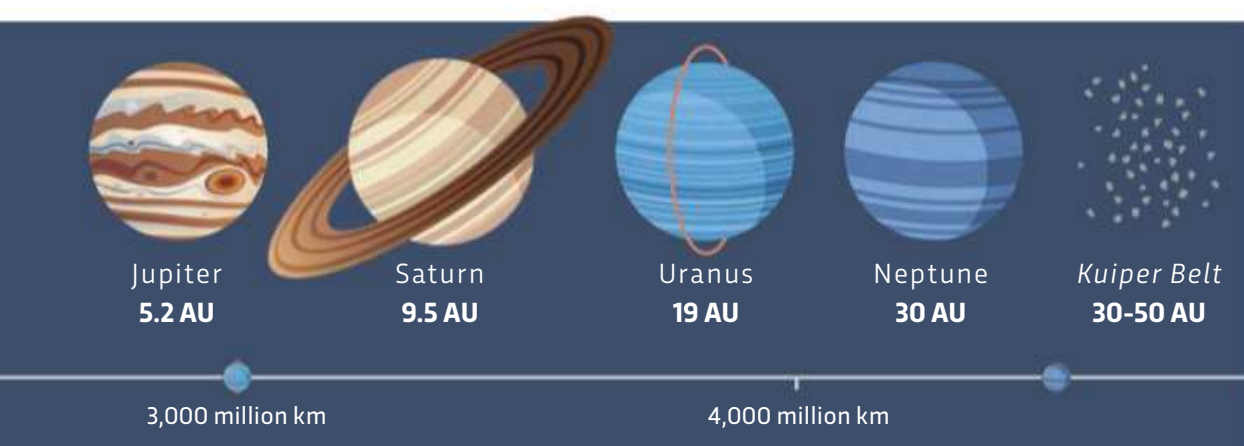 Jupiter
5.2 AU
Saturn
9.5 AU
Uranus
19 AU
Neptune
30 AU
Kuiper Belt
30-50 AU
3,000 million km
4,000 million km